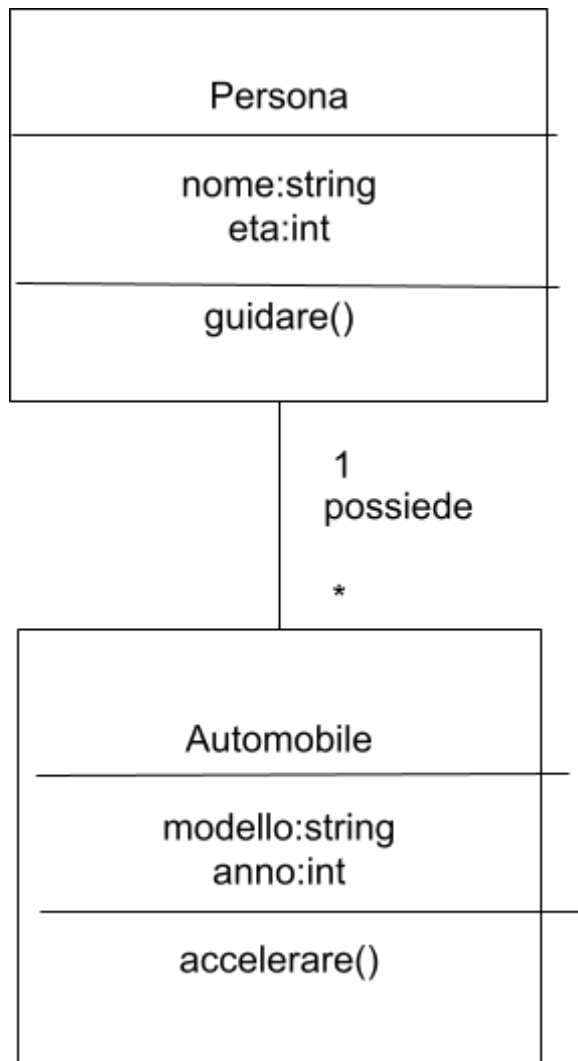 Persona
nome:string
eta:int
guidare()
1
possiede
*
Automobile
modello:string
anno:int
accelerare()